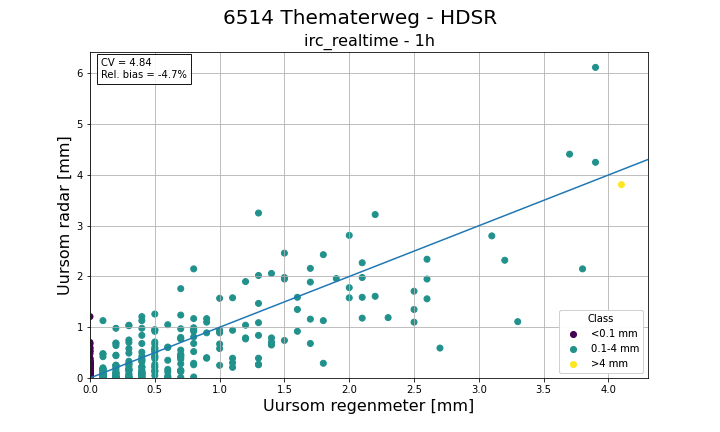 6514 Thematerweg - HDSR
irc_realtime - 1h
CV = 4.84
Rel. bias = -4.7%
Uursom radar [mm]
6
5
4
3
2
1
0
0.0 0.5 1.0 1.5 2.0 2.5 3.0 3.5 4.0
Uursom regenmeter [mm]
Class
<0.1 mm
0.1-4 mm
>4 mm